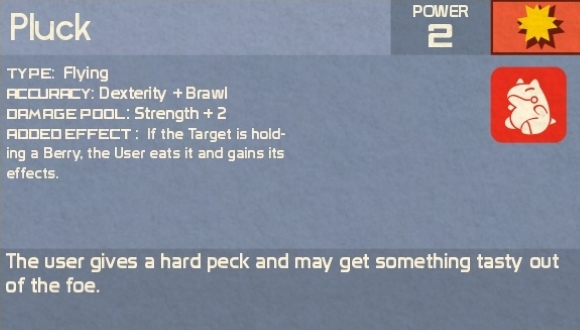 Pluck
POWER
2
TYPE: Flying
ACCURACY: Dexterity + Brawl
DAMAGE POOL: Strength + 2
ADDED EFFECT: If the Target is hold-
ing a Berry, the User eats it and gains its
effects.
The user gives a hard peck and may get something tasty out
of the foe.